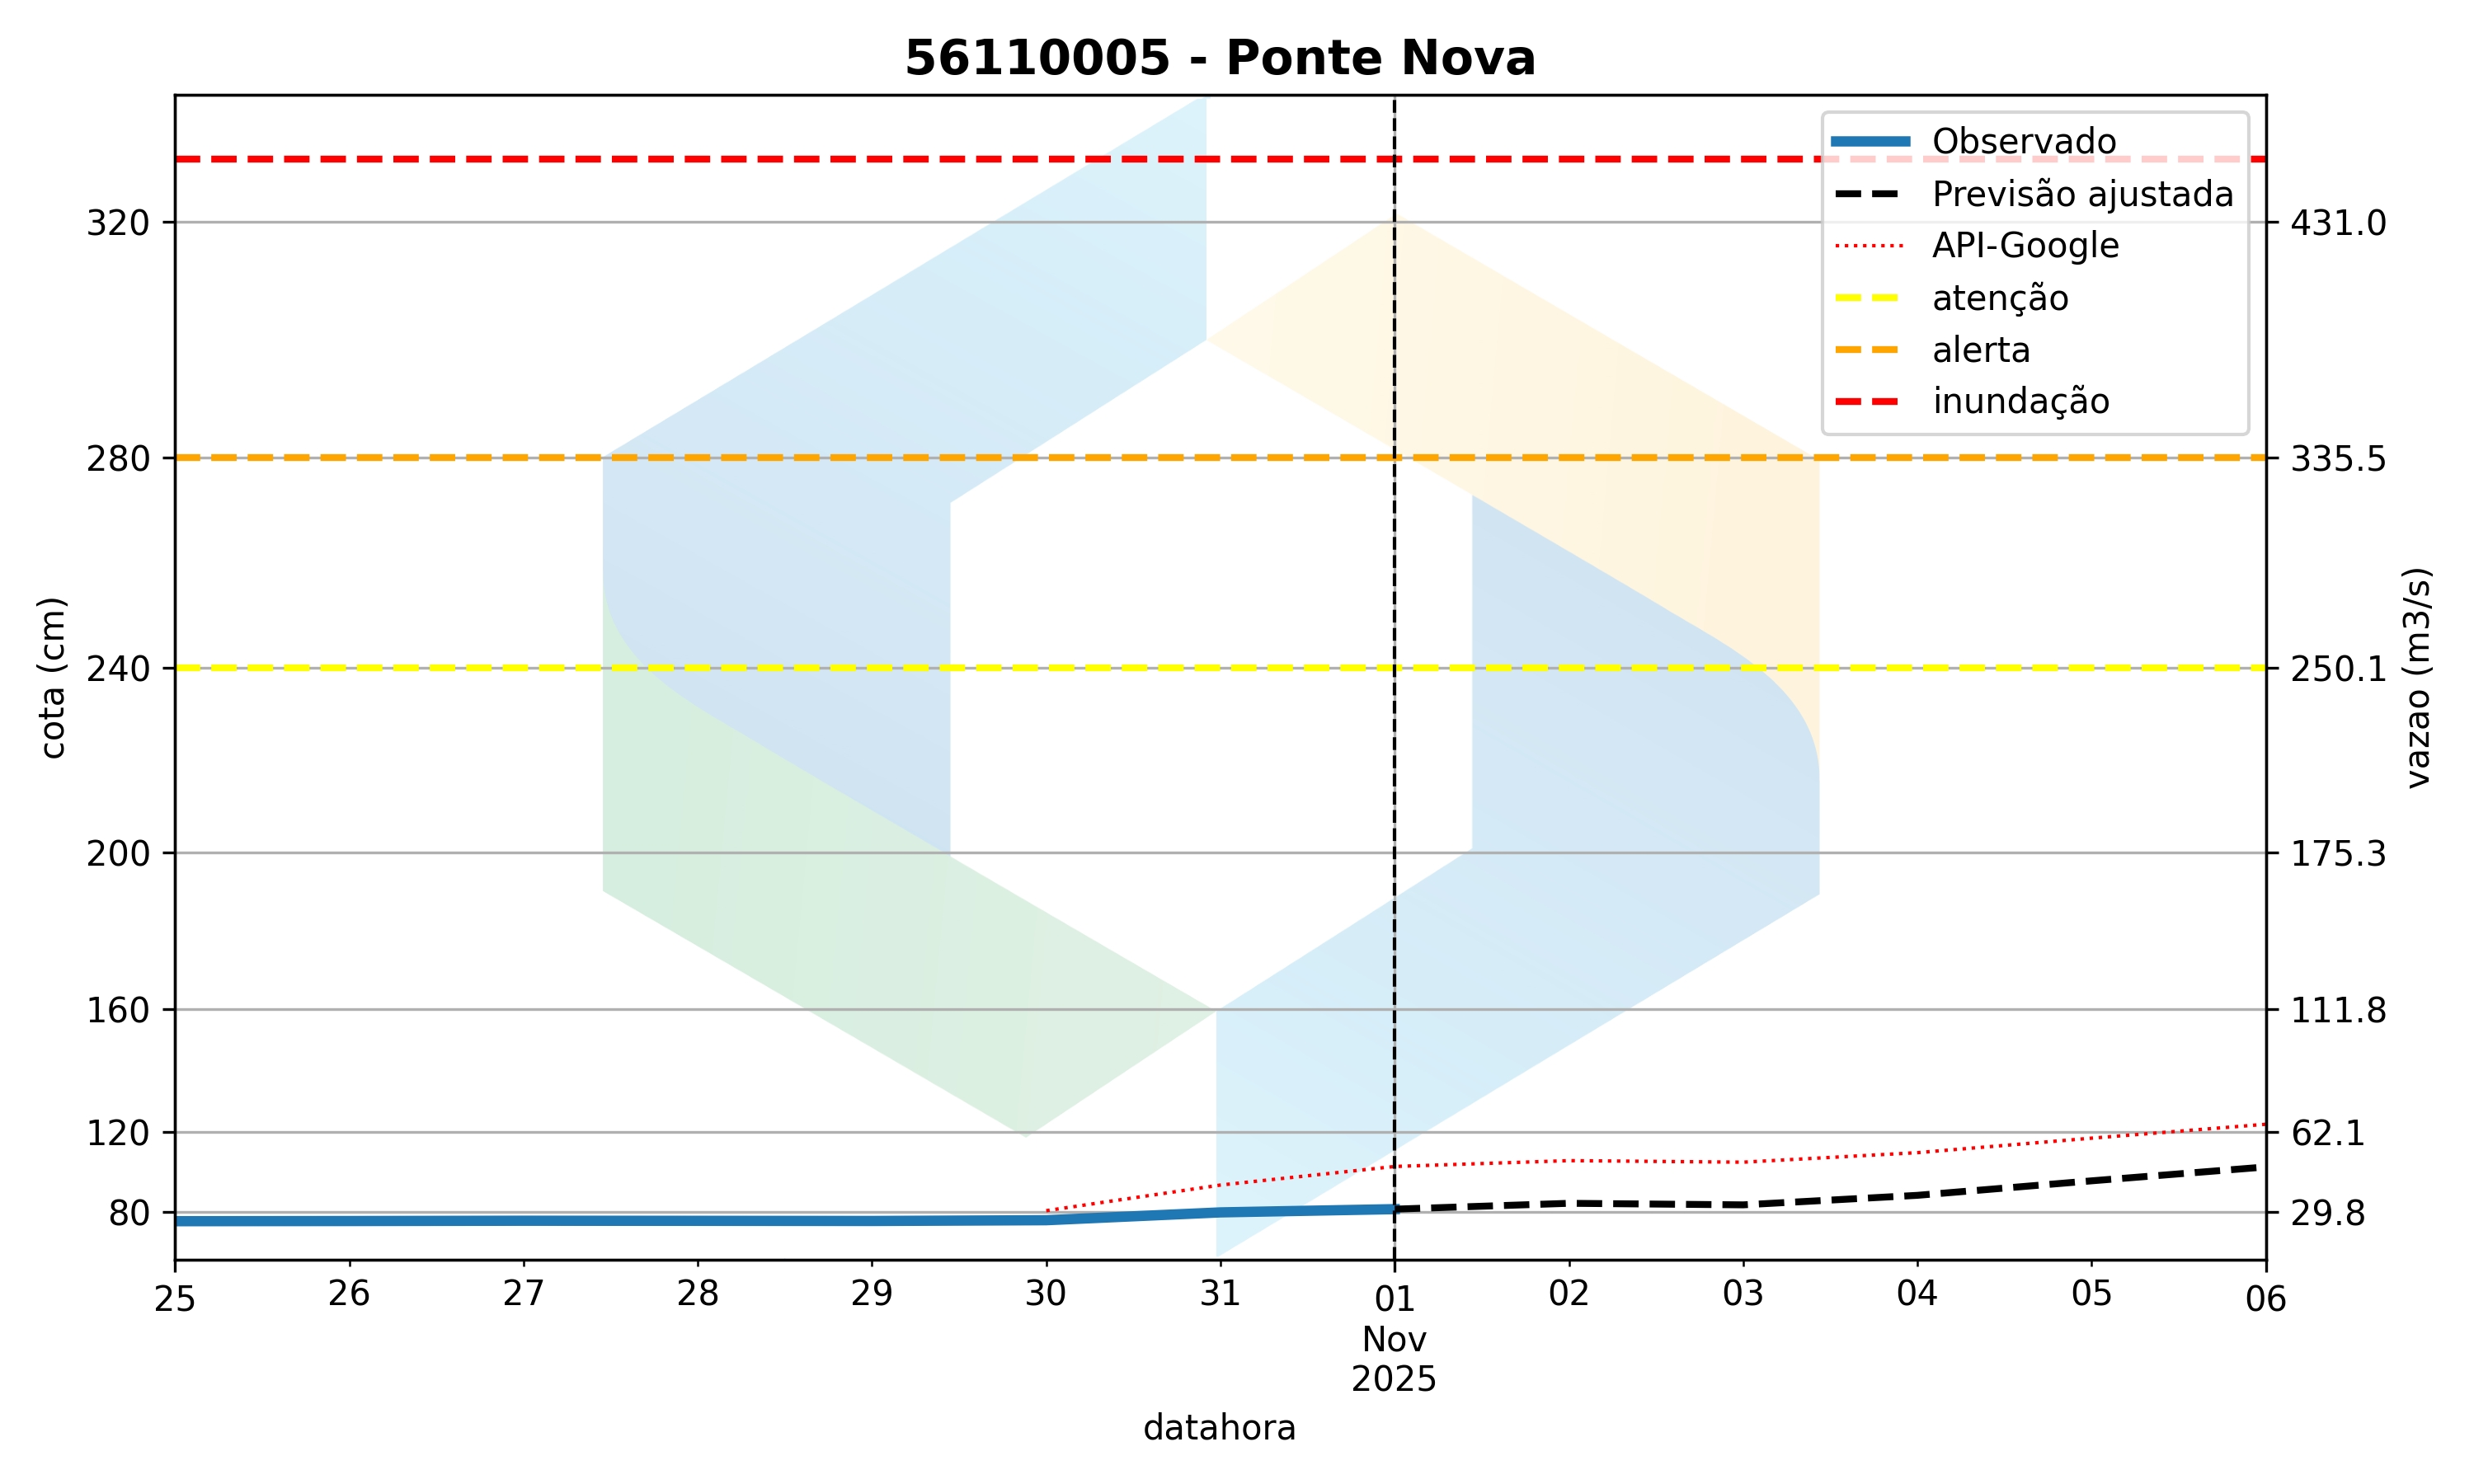 56110005 - Ponte Nova
Observado
Previsão ajustada
API-Google
atenção
alerta
inundação
320
280
240
200
160
120
80
cota (cm)
431.0
335.5
250.1
175.3
111.8
62.1
29.8
vazao (m3/s)
25 26 27 28 29 30 31 01 02 03 04 05 06
Nov
2025
datahora